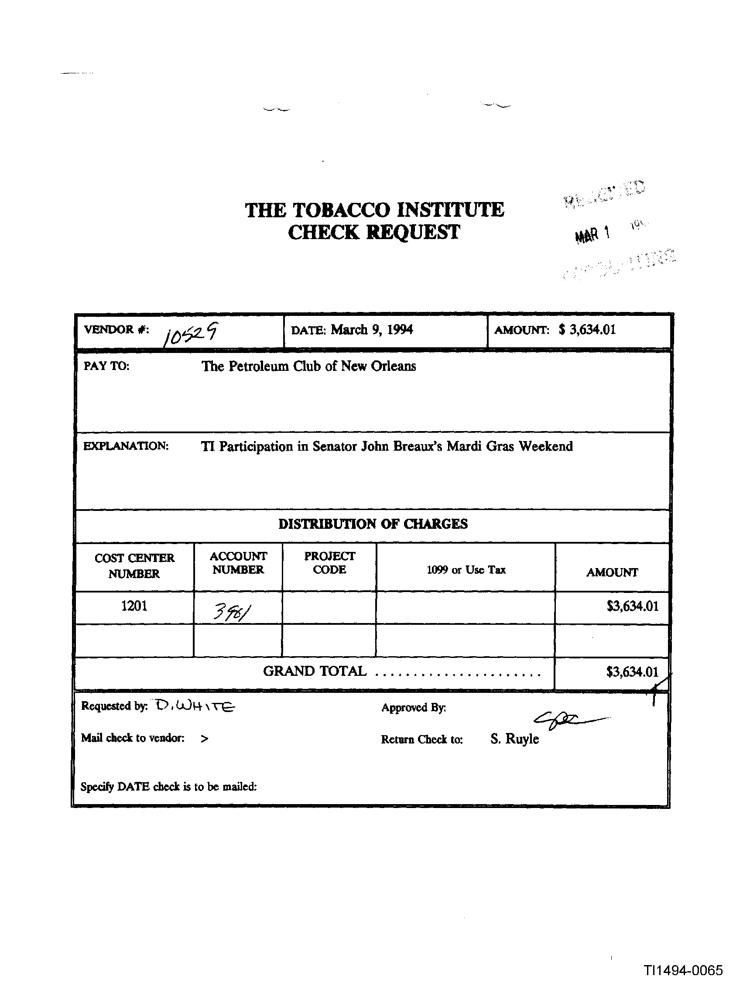 THE TOBACCO INSTITUTE
CHECK REQUEST
RECEIVED
MAR 1
ACCOUNTING
VENDOR #: 10529 DATE: March 9, 1994 AMOUNT: $ 3,634.01
PAY TO: The Petroleum Club of New Orleans
EXPLANATION: TI Participation in Senator John Breaux's Mardi Gras Weekend
DISTRIBUTION OF CHARGES
COST CENTER NUMBER ACCOUNT NUMBER PROJECT CODE 1099 or Use Tax AMOUNT
1201 3961 $3,634.01
GRAND TOTAL ...................... $3,634.01
Requested by: D. WHITE Approved By:
Mail check to vendor: > Return Check to: S. Ruyle
Specify DATE check is to be mailed:
TI1494-0065